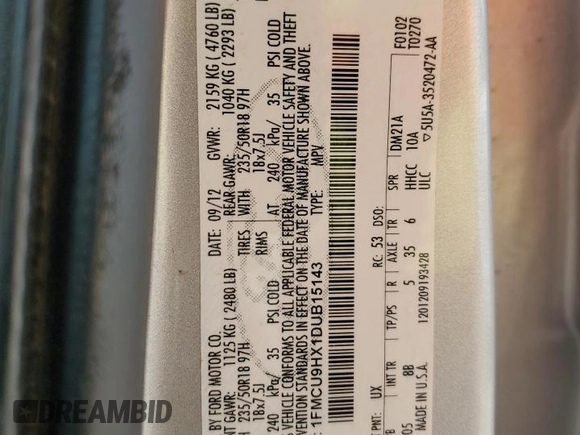 BY FORD MOTOR CO.
DATE: 09/12 GVWR: 2159 KG ( 4760 LB)
NT GAWR: 1125 KG ( 2480 LB) REAR GAWR: 1040 KG ( 2293 LB)
235/50R18 97H TIRES WITH 235/50R18 97H
18x7.5J RIMS 18x7.5J
240 kPa/ 35 PSI COLD AT 240 kPa/ 35 PSI COLD
VEHICLE CONFORMS TO ALL APPLICABLE FEDERAL MOTOR VEHICLE SAFETY AND
VENTION STANDARDS IN EFFECT ON THE DATE OF MANUFACTURE SHOWN ABOVE.
1FMCU9HX1DUB15143 TYPE: MPV
F0102
T0270
T PNT: UX RC: 53 DSO:
INT TR TP/PS R AXLE TR SPR DM21A
05 8B 5 35 6 HHCC 10A
ULC
MADE IN U.S.A. 1201209193428 ▽5U5A-3520472-AA
DREAMBID